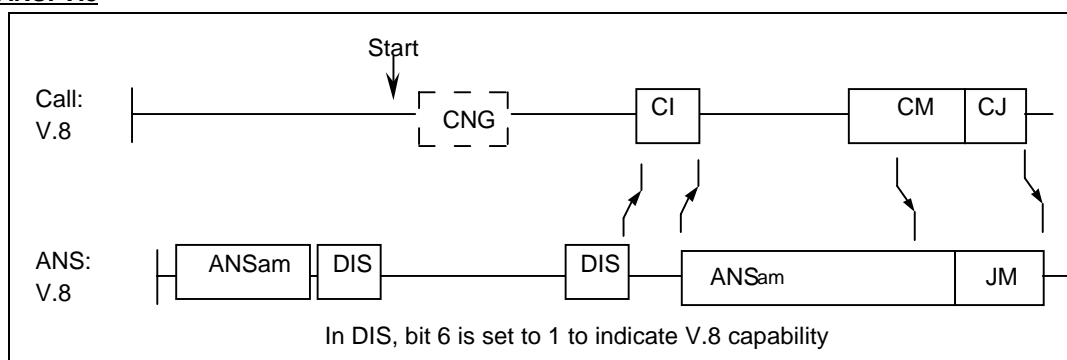 Start
Call:
V.8
CNG
CI
CM
CJ
ANS:
V.8
ANSam
DIS
DIS
ANSam
JM
In DIS, bit 6 is set to 1 to indicate V.8 capability